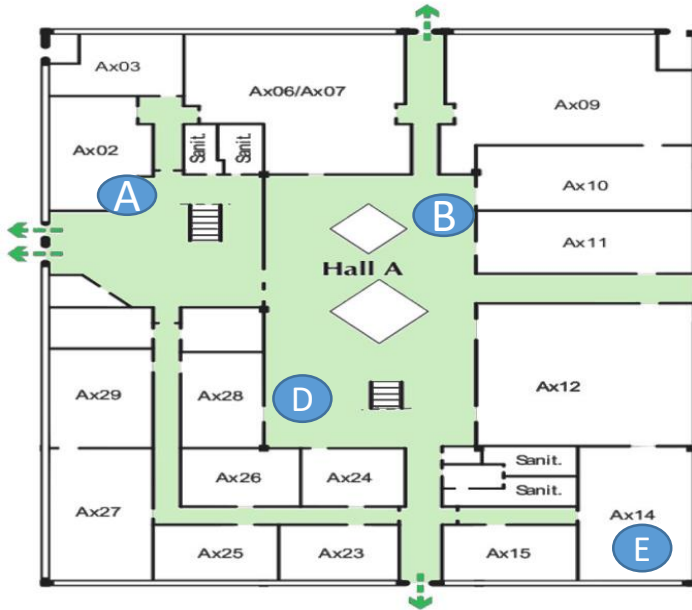 Ax03
Ax06/Ax07
Ax09
Ax02
Sanit.
Sanit.
A
B
Ax10
Ax11
Hall A
Ax29
Ax28
D
Ax12
Ax26
Ax24
Sanit.
Sanit.
Ax27
Ax14
Ax25
Ax23
Ax15
E